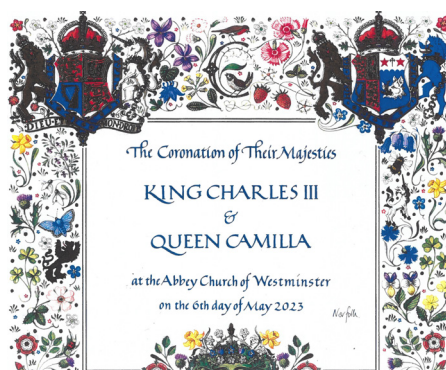 The Coronation of Their Majesties
KING CHARLES III
&
QUEEN CAMILLA
at the Abbey Church of Westminster
on the 6th day of May 2023
Norfolk